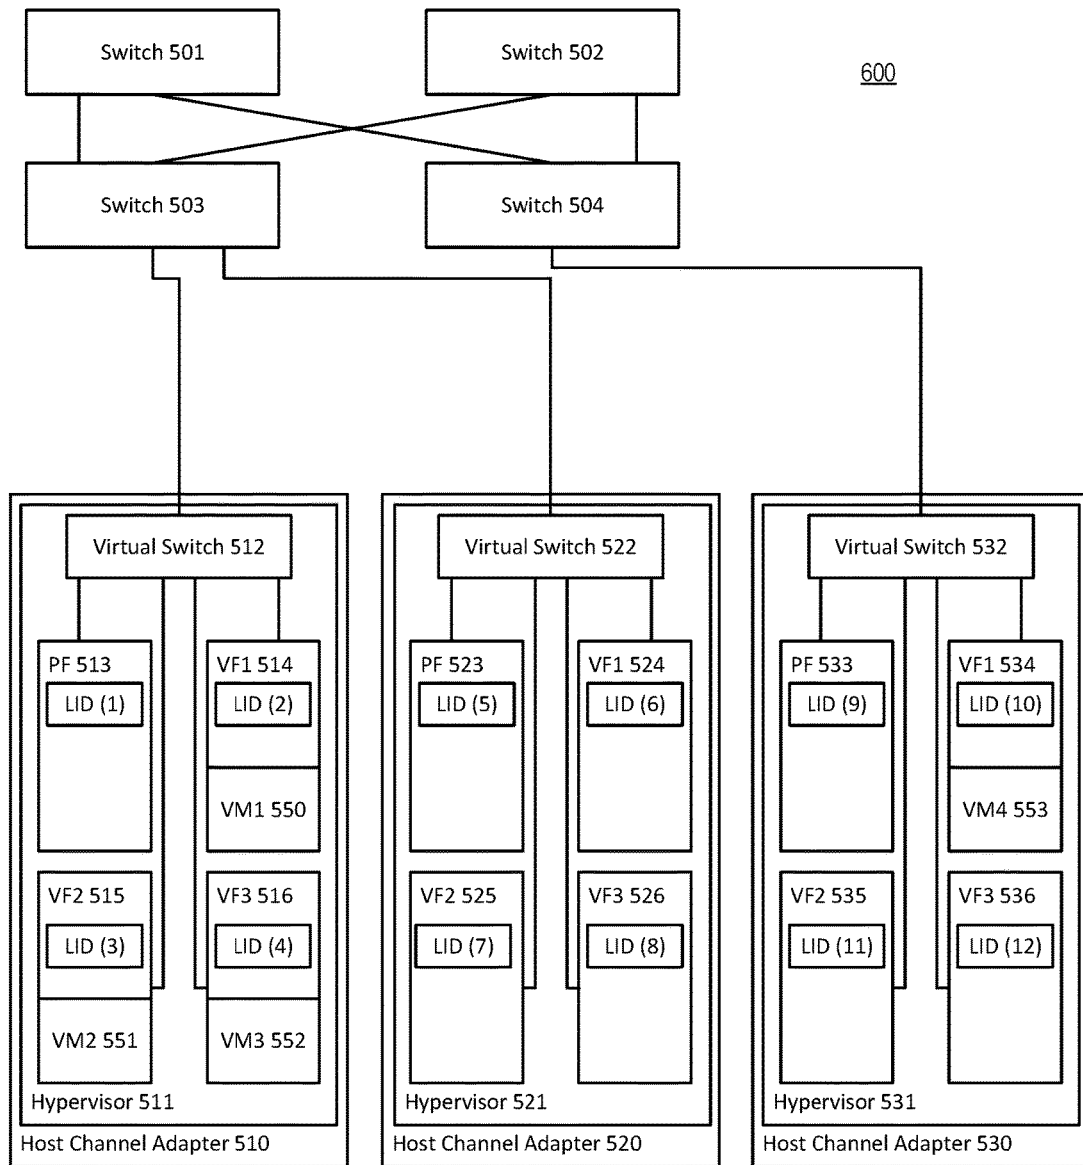 Switch 501
Switch 502
600
Switch 503
Switch 504
Virtual Switch 512
Virtual Switch 522
Virtual Switch 532
PF 513
LID (1)
VF1 514
LID (2)
VM1 550
VF2 515
LID (3)
VM2 551
VF3 516
LID (4)
VM3 552
Hypervisor 511
Host Channel Adapter 510
PF 523
LID (5)
VF1 524
LID (6)
VF2 525
LID (7)
VF3 526
LID (8)
Hypervisor 521
Host Channel Adapter 520
PF 533
LID (9)
VF1 534
LID (10)
VM4 553
VF2 535
LID (11)
VF3 536
LID (12)
Hypervisor 531
Host Channel Adapter 530